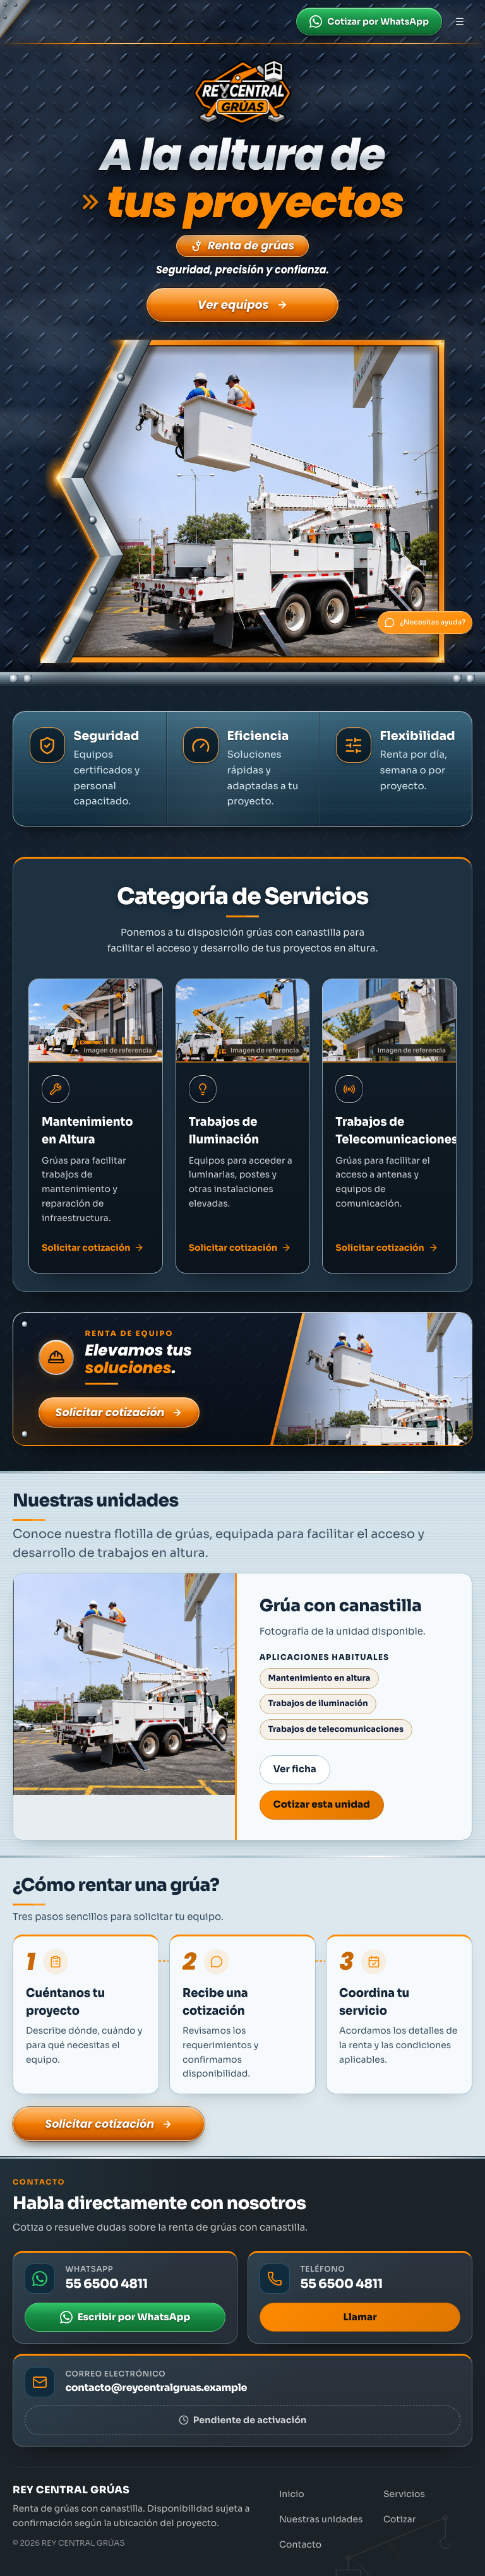 Cotizar por WhatsApp
REY CENTRAL
GRÚAS
A la altura de
» tus proyectos
Renta de grúas
Seguridad, precisión y confianza.
Ver equipos →
¿Necesitas ayuda?
Seguridad
Equipos
certificados y
personal
capacitado.
Eficiencia
Soluciones
rápidas y
adaptadas a tu
proyecto.
Flexibilidad
Renta por día,
semana o por
proyecto.
Categoría de Servicios
Ponemos a tu disposición grúas con canastilla para
facilitar el acceso y desarrollo de tus proyectos en altura.
Imagen de referencia
Mantenimiento
en Altura
Grúas para facilitar
trabajos de
mantenimiento y
reparación de
infraestructura.
Solicitar cotización →
Imagen de referencia
Trabajos de
Iluminación
Equipos para acceder a
luminarias, postes y
otras instalaciones
elevadas.
Solicitar cotización →
Imagen de referencia
Trabajos de
Telecomunicaciones
Grúas para facilitar el
acceso a antenas y
equipos de
comunicación.
Solicitar cotización →
RENTA DE EQUIPO
Elevamos tus
soluciones.
Solicitar cotización →
Nuestras unidades
Conoce nuestra flotilla de grúas, equipada para facilitar el acceso y
desarrollo de trabajos en altura.
Grúa con canastilla
Fotografía de la unidad disponible.
APLICACIONES HABITUALES
Mantenimiento en altura
Trabajos de iluminación
Trabajos de telecomunicaciones
Ver ficha
Cotizar esta unidad
¿Cómo rentar una grúa?
Tres pasos sencillos para solicitar tu equipo.
1
Cuéntanos tu
proyecto
Describe dónde, cuándo y
para qué necesitas el
equipo.
2
Recibe una
cotización
Revisamos los
requerimientos y
confirmamos
disponibilidad.
3
Coordina tu
servicio
Acordamos los detalles de
la renta y las condiciones
aplicables.
Solicitar cotización →
CONTACTO
Habla directamente con nosotros
Cotiza o resuelve dudas sobre la renta de grúas con canastilla.
WHATSAPP
55 6500 4811
Escribir por WhatsApp
TELÉFONO
55 6500 4811
Llamar
CORREO ELECTRÓNICO
contacto@reycentralgruas.example
Pendiente de activación
REY CENTRAL GRÚAS
Renta de grúas con canastilla. Disponibilidad sujeta a
confirmación según la ubicación del proyecto.
© 2026 REY CENTRAL GRÚAS
Inicio
Servicios
Nuestras unidades
Cotizar
Contacto